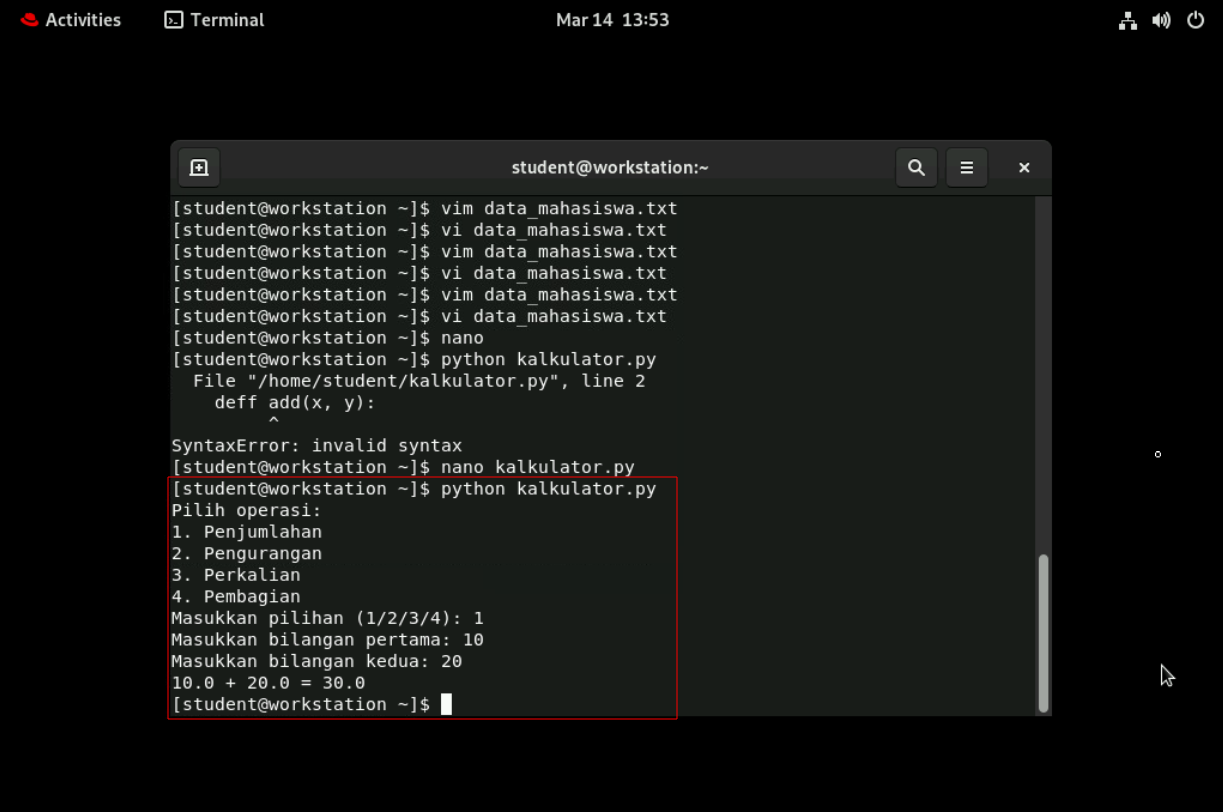 Activities Terminal Mar 14 13:53
student@workstation:~
[student@workstation ~]$ vim data_mahasiswa.txt
[student@workstation ~]$ vi data_mahasiswa.txt
[student@workstation ~]$ vim data_mahasiswa.txt
[student@workstation ~]$ vi data_mahasiswa.txt
[student@workstation ~]$ vim data_mahasiswa.txt
[student@workstation ~]$ vi data_mahasiswa.txt
[student@workstation ~]$ nano
[student@workstation ~]$ python kalkulator.py
  File "/home/student/kalkulator.py", line 2
    deff add(x, y):
         ^
SyntaxError: invalid syntax
[student@workstation ~]$ nano kalkulator.py
[student@workstation ~]$ python kalkulator.py
Pilih operasi:
1. Penjumlahan
2. Pengurangan
3. Perkalian
4. Pembagian
Masukkan pilihan (1/2/3/4): 1
Masukkan bilangan pertama: 10
Masukkan bilangan kedua: 20
10.0 + 20.0 = 30.0
[student@workstation ~]$